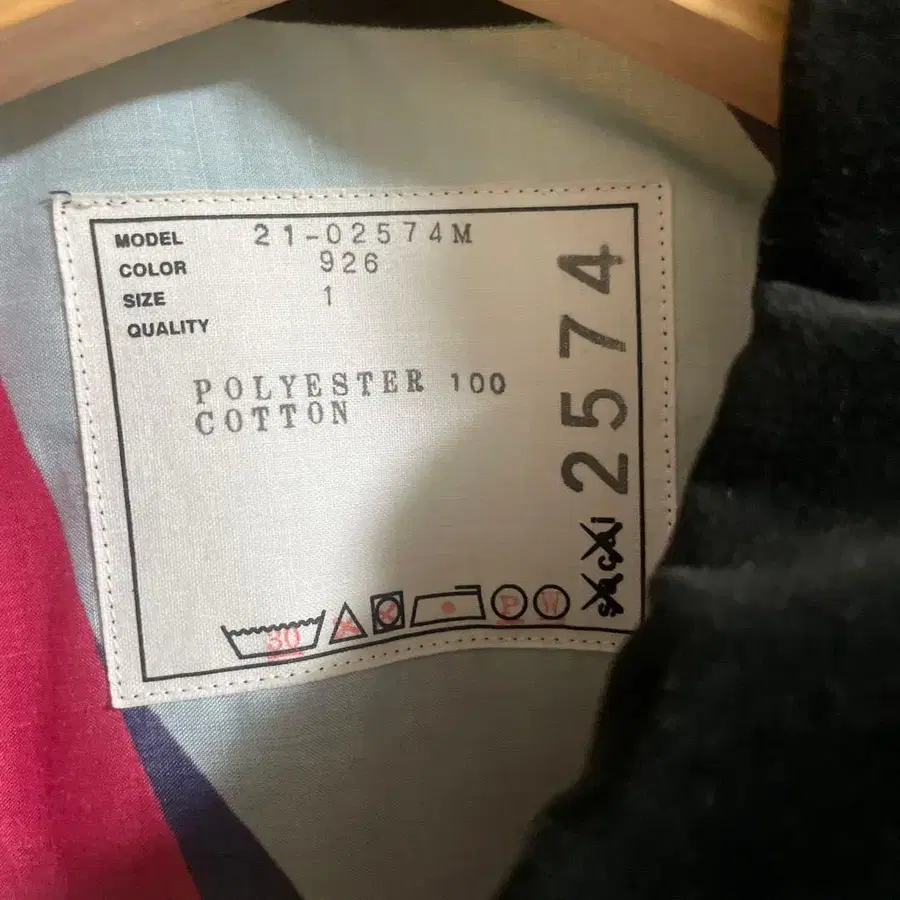 MODEL 21-02574M
COLOR 926
SIZE 1
QUALITY
POLYESTER 100
COTTON
30
P
W
sacai 2574